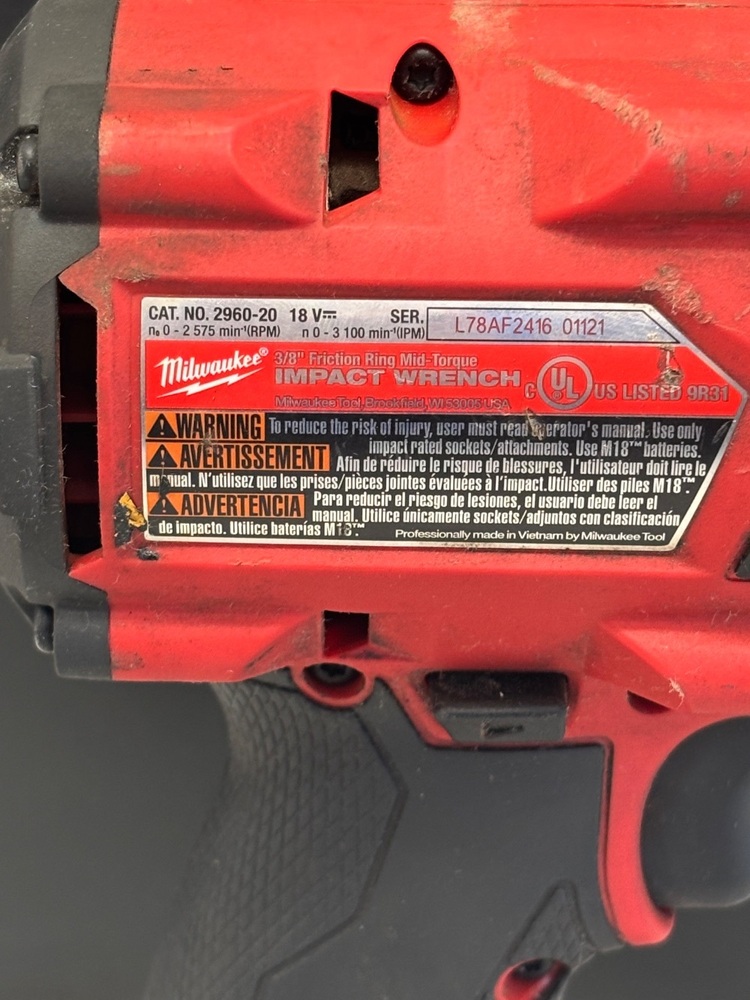 CAT. NO. 2960-20 18 V⎓ SER. L78AF2416 01121
n₀ 0 - 2 575 min⁻¹(RPM) n 0 - 3 100 min⁻¹(IPM)
Milwaukee®
3/8" Friction Ring Mid-Torque
IMPACT WRENCH
Milwaukee Tool, Brookfield, WI 53005 USA
C UL US LISTED 9R31
WARNING To reduce the risk of injury, user must read operator's manual. Use only
impact rated sockets/attachments. Use M18™ batteries.
AVERTISSEMENT Afin de réduire le risque de blessures, l'utilisateur doit lire le
manual. N'utilisez que les prises/pièces jointes évaluées à l'impact.Utiliser des piles M18™.
ADVERTENCIA Para reducir el riesgo de lesiones, el usuario debe leer el
manual. Utilice únicamente sockets/adjuntos con clasificación
de impacto. Utilice baterías M18™.
Professionally made in Vietnam by Milwaukee Tool